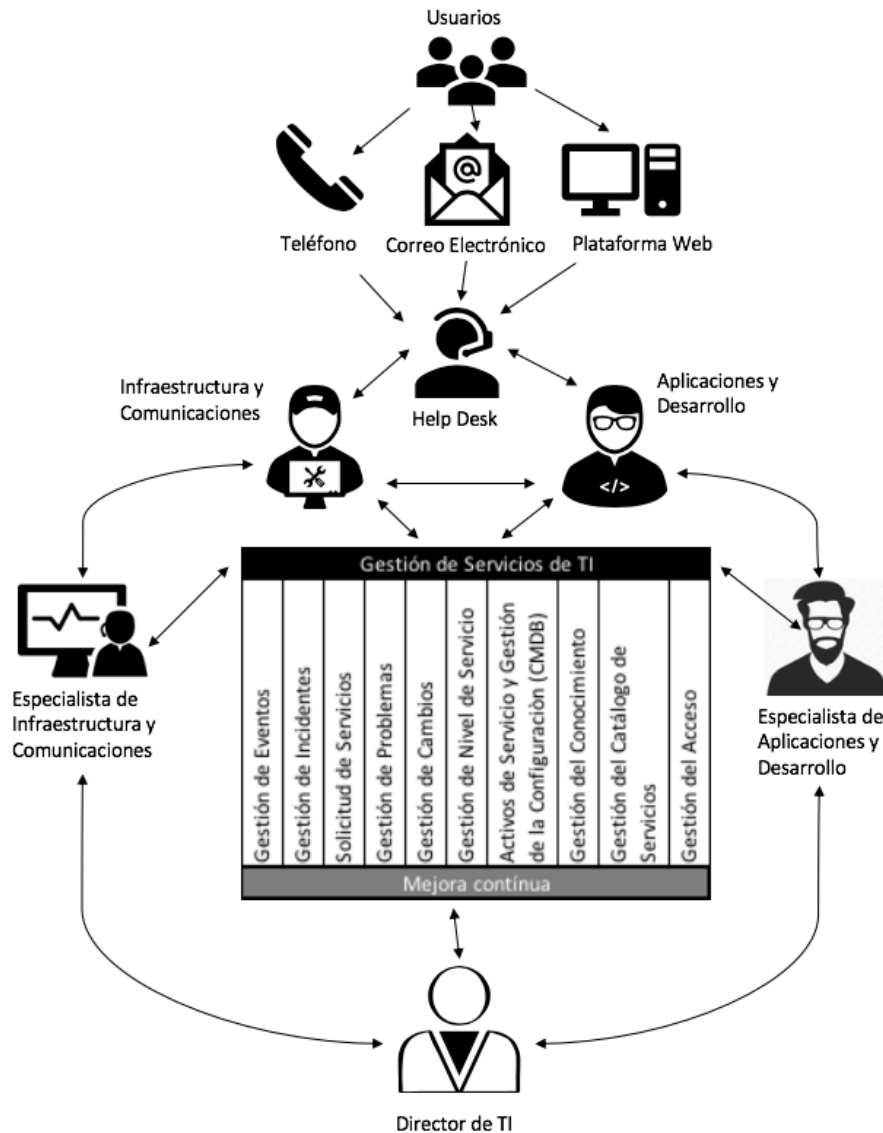 Usuarios
Teléfono
Correo Electrónico
Plataforma Web
Infraestructura y
Comunicaciones
Help Desk
Aplicaciones y
Desarrollo
@
</>
Gestión de Servicios de TI
Gestión de Eventos
Gestión de Incidentes
Solicitud de Servicios
Gestión de Problemas
Gestión de Cambios
Gestión de Nivel de Servicio
Activos de Servicio y Gestión
de la Configuraciòn (CMDB)
Gestión del Conocimiento
Gestión del Catálogo de
Servicios
Gestión del Acceso
Mejora contínua
Especialista de
Infraestructura y
Comunicaciones
Especialista de
Aplicaciones y
Desarrollo
Director de TI